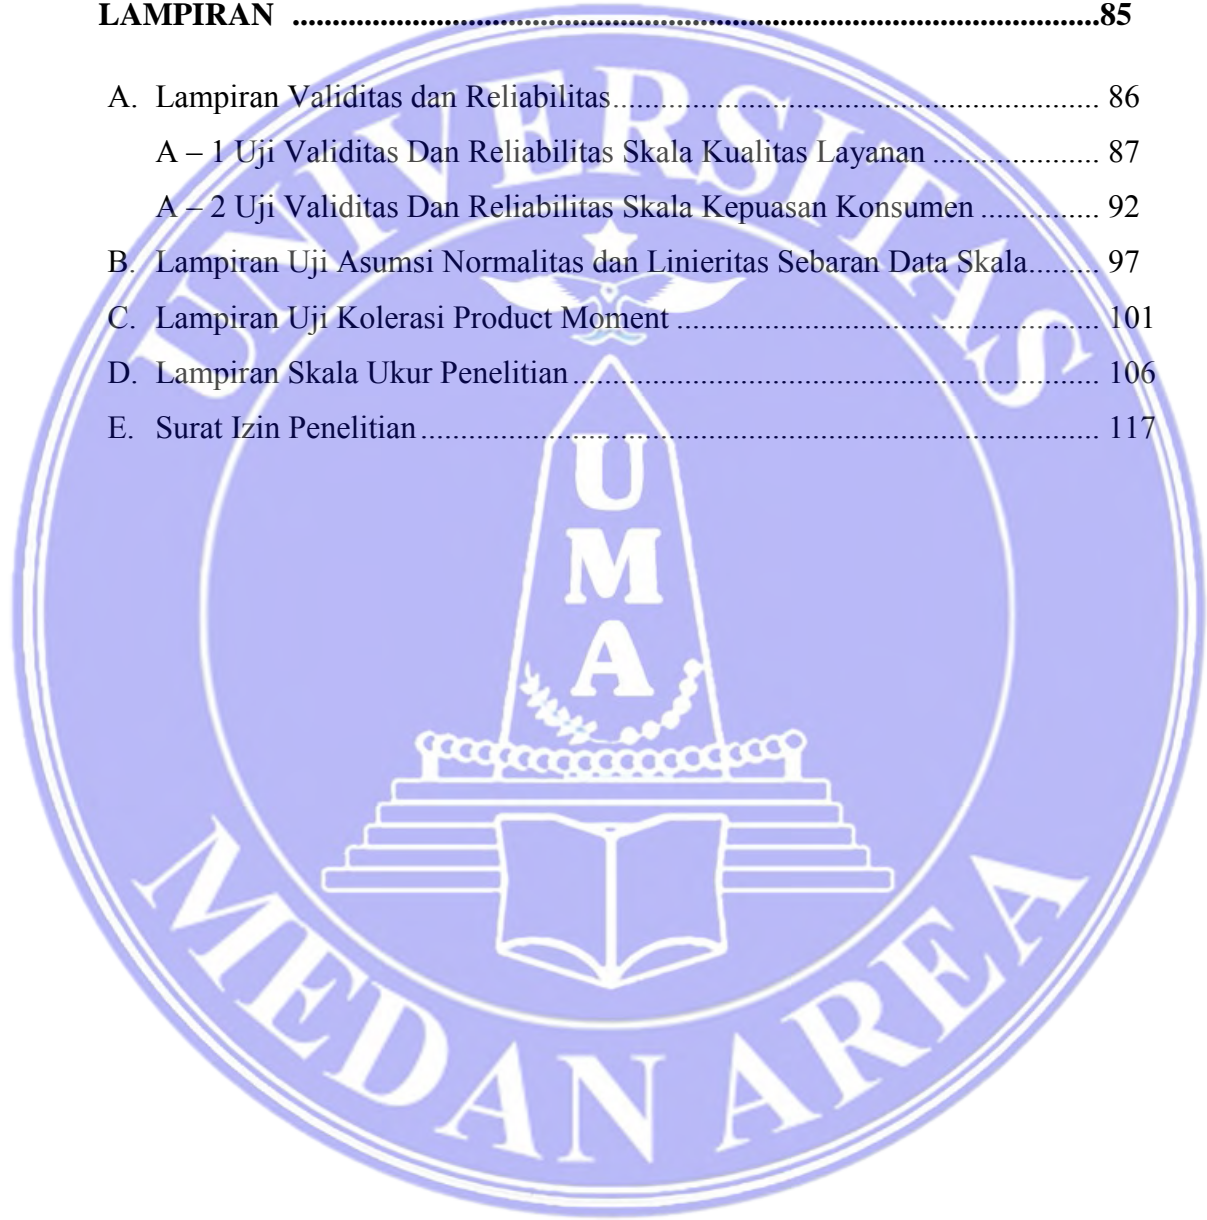 LAMPIRAN ........................................................................................................85
A. Lampiran Validitas dan Reliabilitas.............................................................. 86
A – 1 Uji Validitas Dan Reliabilitas Skala Kualitas Layanan ..................... 87
A – 2 Uji Validitas Dan Reliabilitas Skala Kepuasan Konsumen ............... 92
B. Lampiran Uji Asumsi Normalitas dan Linieritas Sebaran Data Skala......... 97
C. Lampiran Uji Kolerasi Product Moment ...................................................... 101
D. Lampiran Skala Ukur Penelitian................................................................... 106
E. Surat Izin Penelitian...................................................................................... 117
UNIVERSITAS
U
M
A
MEDAN AREA